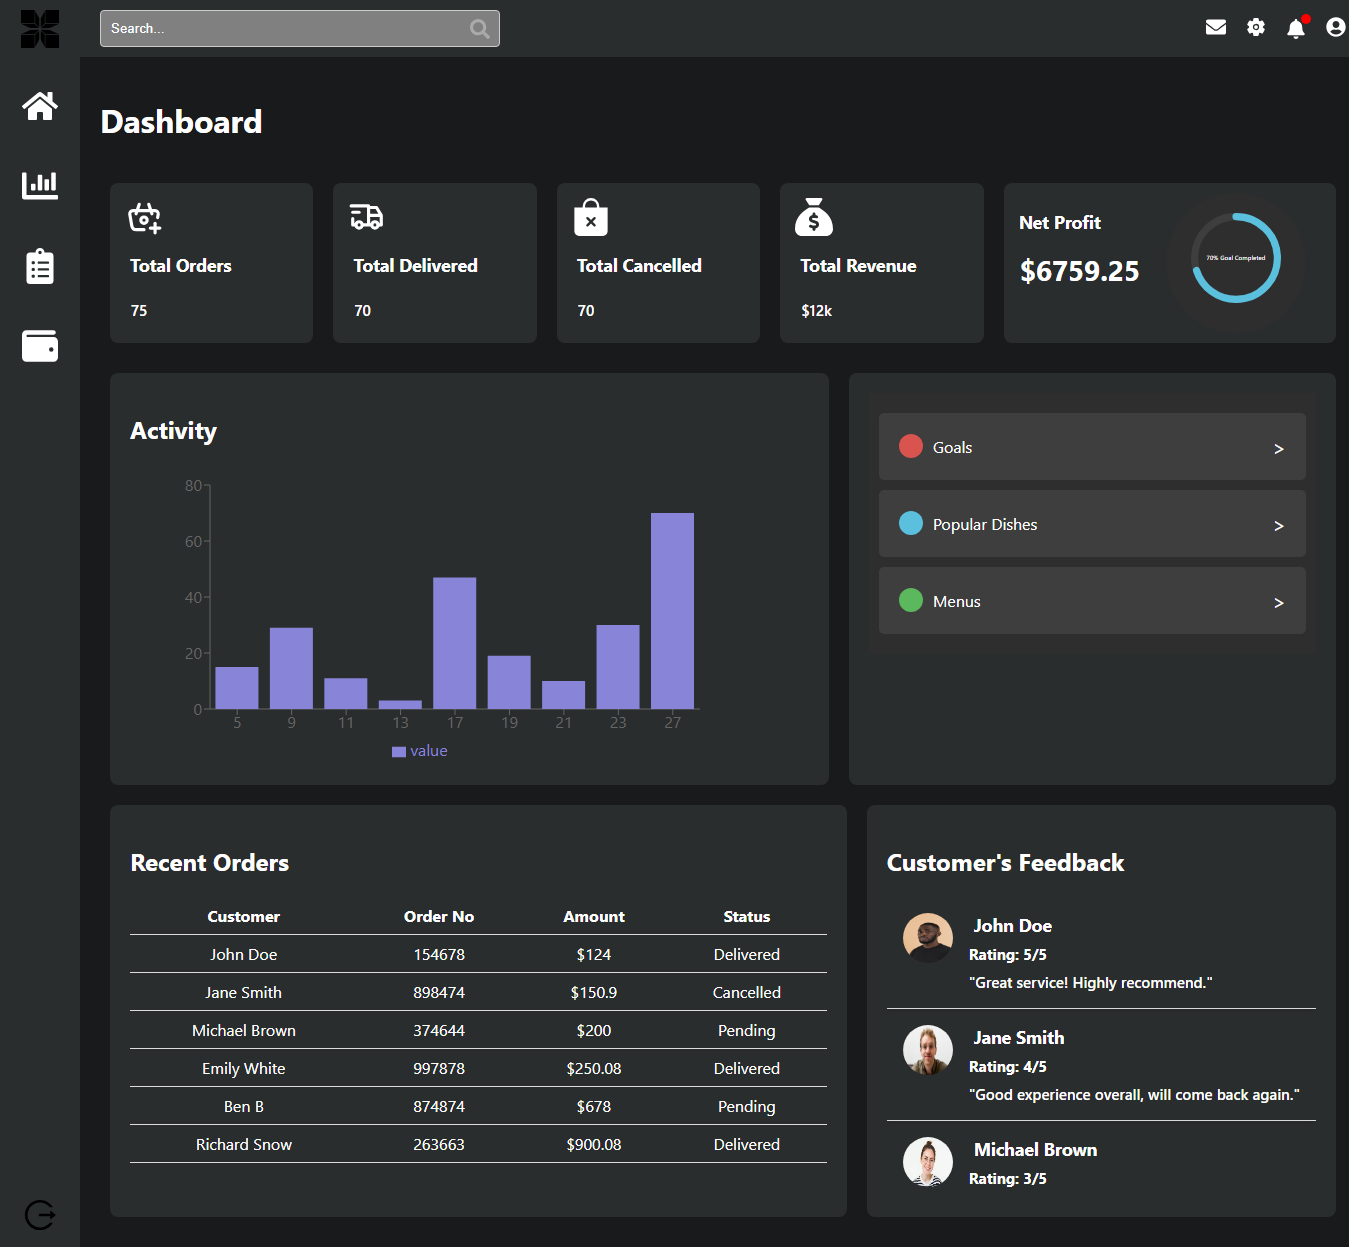 Search...
Dashboard
Total Orders
75
Total Delivered
70
Total Cancelled
70
Total Revenue
$12k
Net Profit
$6759.25
70% Goal Completed
Activity
80
60
40
20
0
5 9 11 13 17 19 21 23 27
value
Goals >
Popular Dishes >
Menus >
Recent Orders
Customer Order No Amount Status
John Doe 154678 $124 Delivered
Jane Smith 898474 $150.9 Cancelled
Michael Brown 374644 $200 Pending
Emily White 997878 $250.08 Delivered
Ben B 874874 $678 Pending
Richard Snow 263663 $900.08 Delivered
Customer's Feedback
John Doe
Rating: 5/5
"Great service! Highly recommend."
Jane Smith
Rating: 4/5
"Good experience overall, will come back again."
Michael Brown
Rating: 3/5